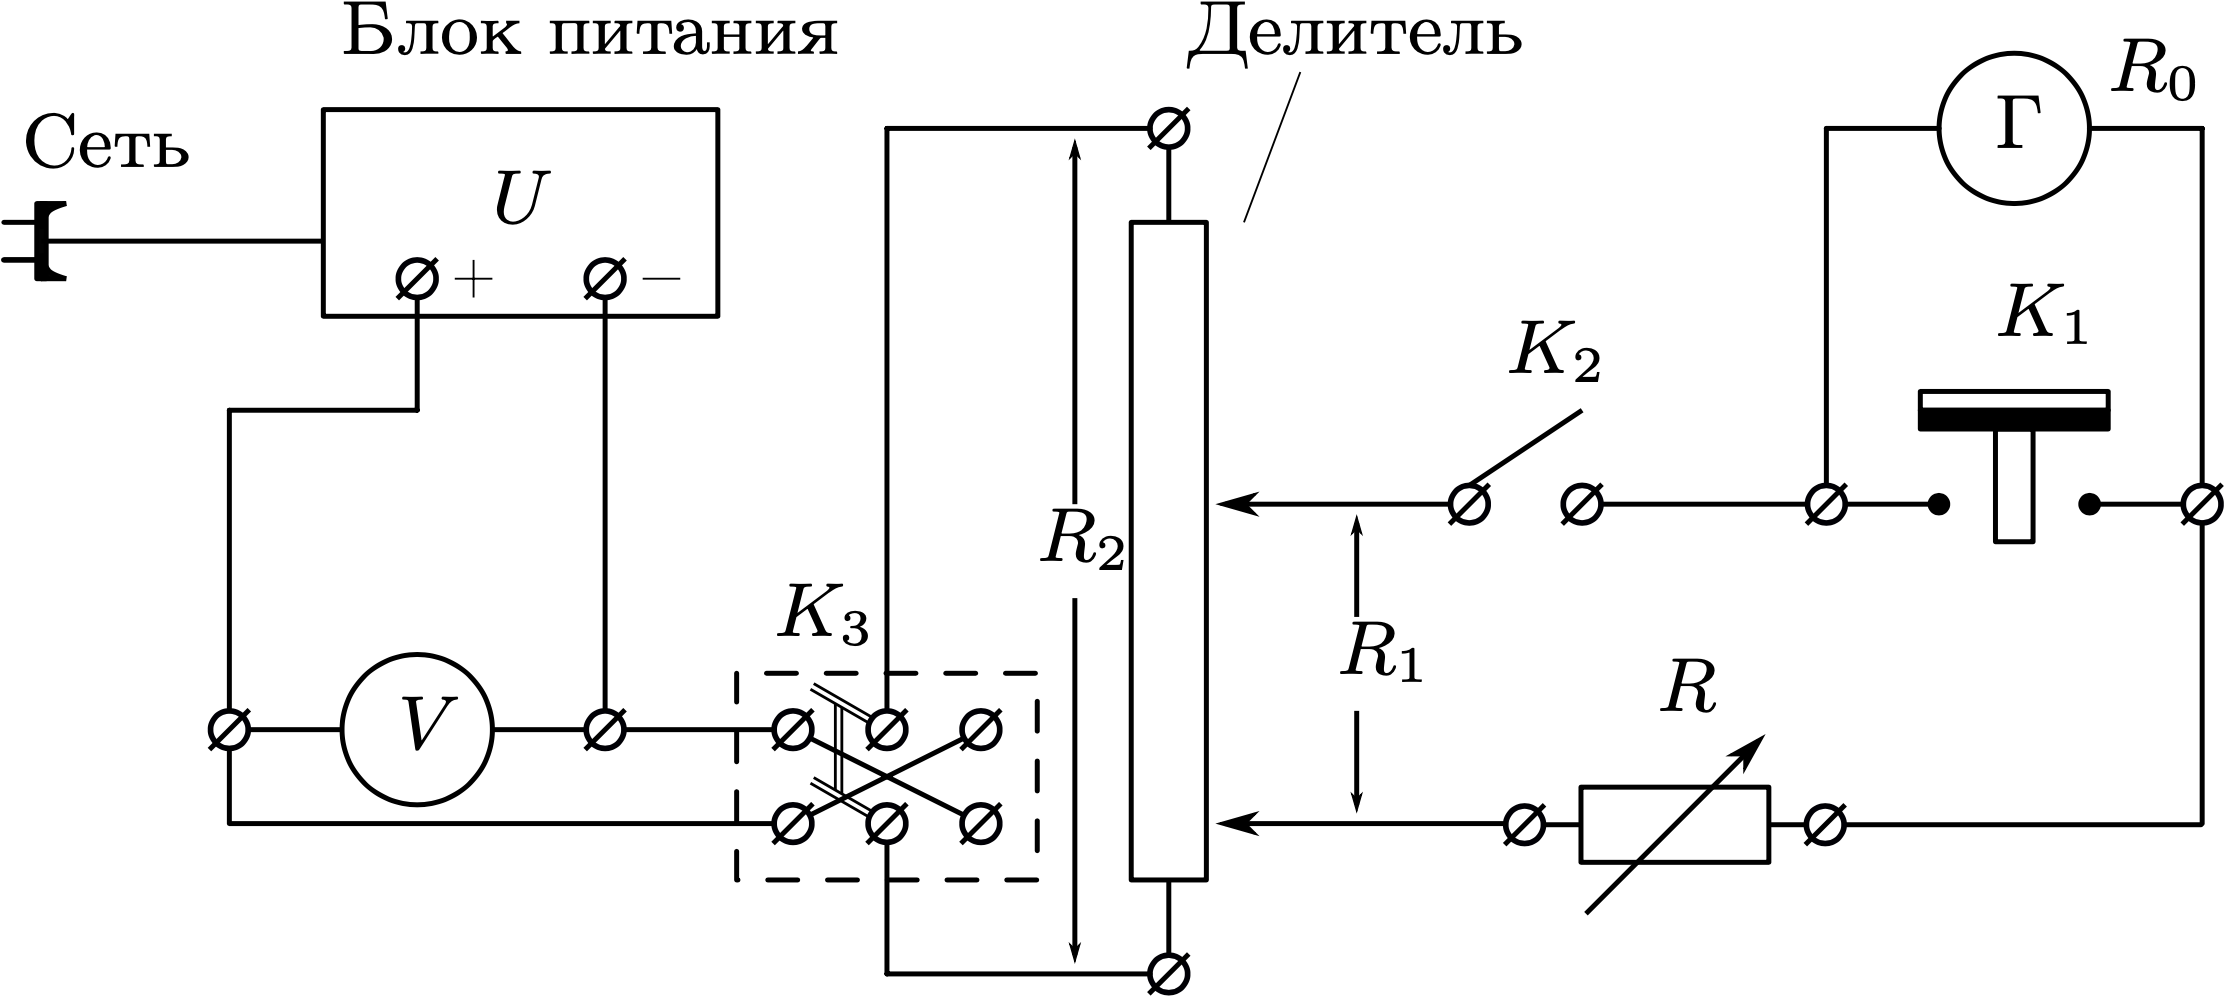 Блок питания
Делитель
Сеть
U
+
−
Г
R₀
K₁
K₂
R₂
K₃
R₁
R
V